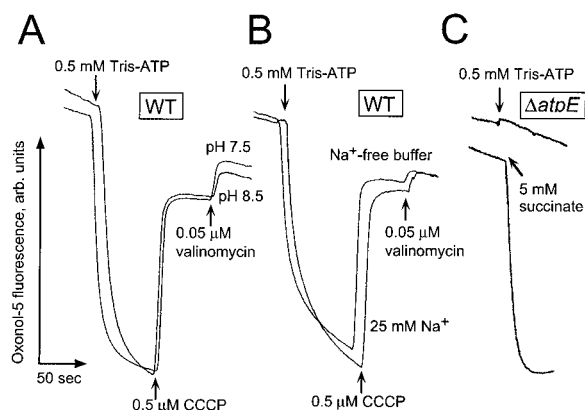 A
0.5 mM Tris-ATP
WT
pH 7.5
pH 8.5
0.05 µM
valinomycin
0.5 µM CCCP
Oxonol-5 fluorescence, arb. units
50 sec
B
0.5 mM Tris-ATP
WT
Na⁺-free buffer
0.05 µM
valinomycin
25 mM Na⁺
0.5 µM CCCP
C
0.5 mM Tris-ATP
ΔatpE
5 mM
succinate